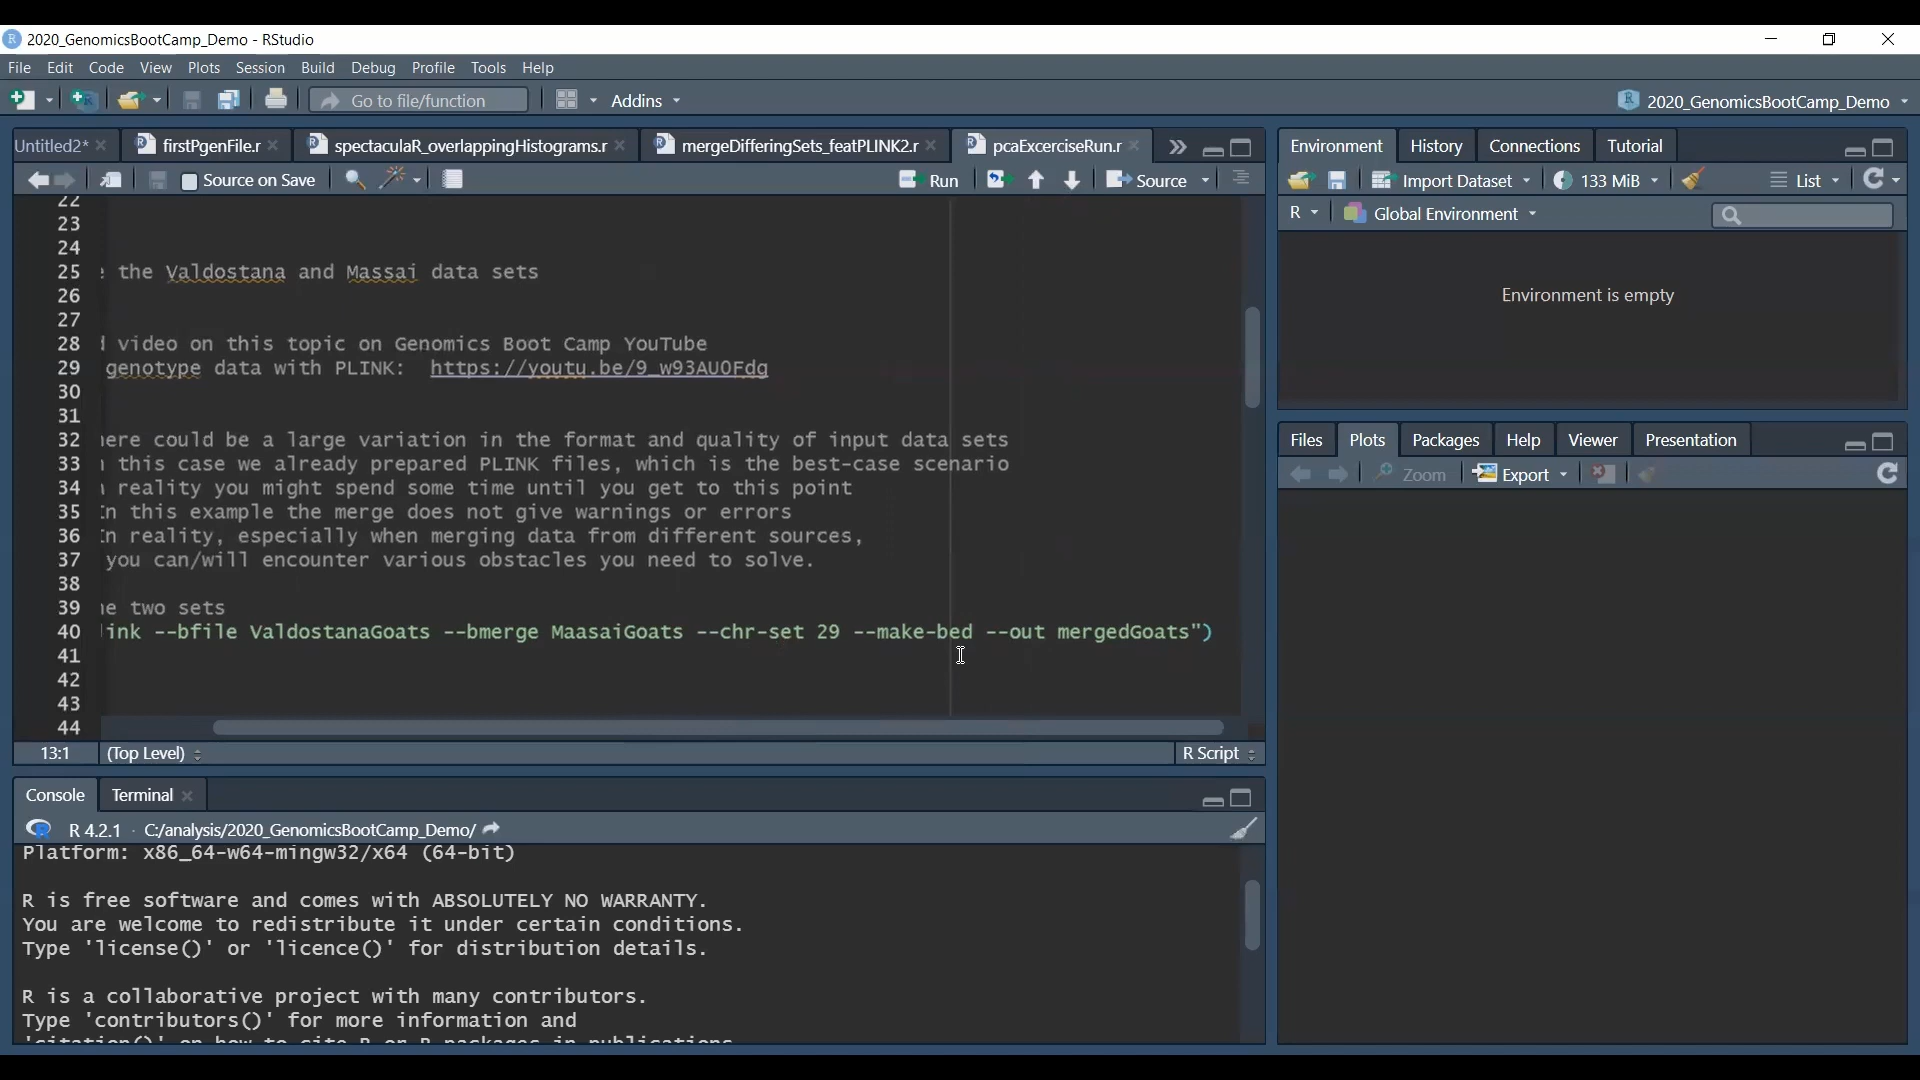 2020_GenomicsBootCamp_Demo - RStudio
File Edit Code View Plots Session Build Debug Profile Tools Help
Go to file/function Addins 2020_GenomicsBootCamp_Demo
Untitled2* firstPgenFile.r spectaculaR_overlappingHistograms.r mergeDifferingSets_featPLINK2.r pcaExcerciseRun.r
Source on Save Run Source
22
23
24
25 the Valdostana and Massai data sets
26
27
28 video on this topic on Genomics Boot Camp YouTube
29 genotype data with PLINK: https://youtu.be/9_w93AUOFdg
30
31
32 ere could be a large variation in the format and quality of input data sets
33 this case we already prepared PLINK files, which is the best-case scenario
34 reality you might spend some time until you get to this point
35 In this example the merge does not give warnings or errors
36 In reality, especially when merging data from different sources,
37 you can/will encounter various obstacles you need to solve.
38
39 e two sets
40 link --bfile ValdostanaGoats --bmerge MaasaiGoats --chr-set 29 --make-bed --out mergedGoats")
41
42
43
44
13:1 (Top Level) R Script
Console Terminal
R 4.2.1 · C:/analysis/2020_GenomicsBootCamp_Demo/
Platform: x86_64-w64-mingw32/x64 (64-bit)
R is free software and comes with ABSOLUTELY NO WARRANTY.
You are welcome to redistribute it under certain conditions.
Type 'license()' or 'licence()' for distribution details.
R is a collaborative project with many contributors.
Type 'contributors()' for more information and
'citation()' on how to cite R or R packages in publications
Environment History Connections Tutorial
Import Dataset 133 MiB List
R Global Environment
Environment is empty
Files Plots Packages Help Viewer Presentation
Zoom Export